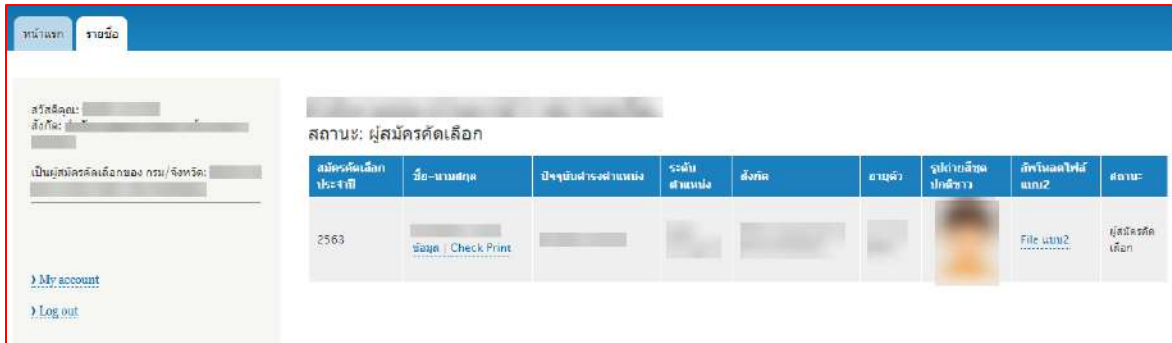 หน้าแรก
รายชื่อ
สวัสดีคุณ:
สังกัด:
เป็นผู้สมัครคัดเลือกของ กรม/จังหวัด:
› My account
› Log out
สถานะ: ผู้สมัครคัดเลือก
สมัครคัดเลือก
ประจำปี
ชื่อ-นามสกุล
ปัจจุบันดำรงตำแหน่ง
ระดับ
ตำแหน่ง
สังกัด
อายุตัว
รูปถ่ายสีชุด
ปกติขาว
อัพโหลดไฟล์
แบบ2
สถานะ
2563
ข้อมูล | Check Print
File แบบ2
ผู้สมัครคัด
เลือก